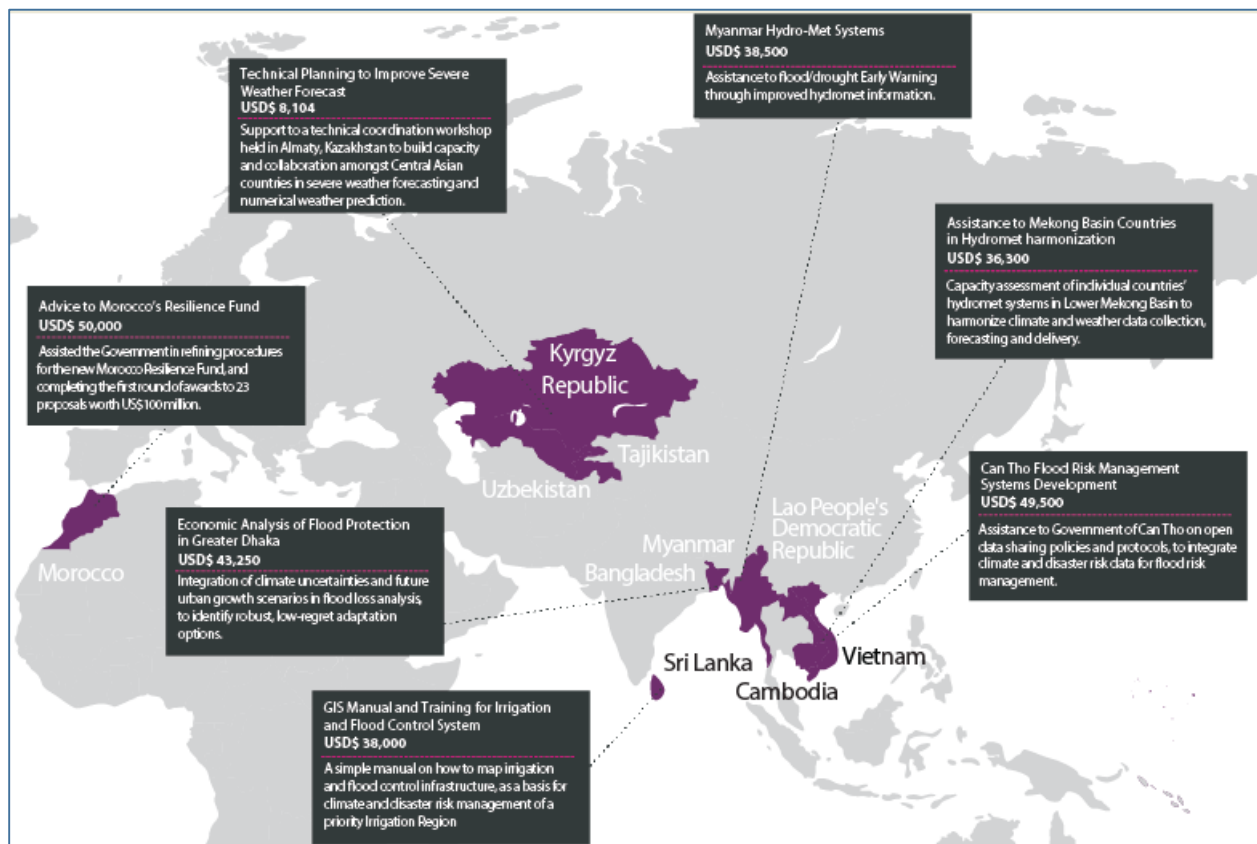 Myanmar Hydro-Met Systems
USD$ 38,500
Assistance to flood/drought Early Warning
through improved hydromet information.
Technical Planning to Improve Severe
Weather Forecast
USD$ 8,104
Support to a technical coordination workshop
held in Almaty, Kazakhstan to build capacity
and collaboration amongst Central Asian
countries in severe weather forecasting and
numerical weather prediction.
Assistance to Mekong Basin Countries
in Hydromet harmonization
USD$ 36,300
Capacity assessment of individual countries'
hydromet systems in Lower Mekong Basin to
harmonize climate and weather data collection,
forecasting and delivery.
Advice to Morocco's Resilience Fund
USD$ 50,000
Assisted the Government in refining procedures
for the new Morocco Resilience Fund, and
completing the first round of awards to 23
proposals worth US$100 million.
Kyrgyz
Republic
Tajikistan
Uzbekistan
Can Tho Flood Risk Management
Systems Development
USD$ 49,500
Assistance to Government of Can Tho on open
data sharing policies and protocols, to integrate
climate and disaster risk data for flood risk
management.
Lao People's
Democratic
Republic
Myanmar
Bangladesh
Morocco
Economic Analysis of Flood Protection
in Greater Dhaka
USD$ 43,250
Integration of climate uncertainties and future
urban growth scenarios in flood loss analysis,
to identify robust, low-regret adaptation
options.
Sri Lanka
Vietnam
Cambodia
GIS Manual and Training for Irrigation
and Flood Control System
USD$ 38,000
A simple manual on how to map irrigation
and flood control infrastructure, as a basis for
climate and disaster risk management of a
priority Irrigation Region